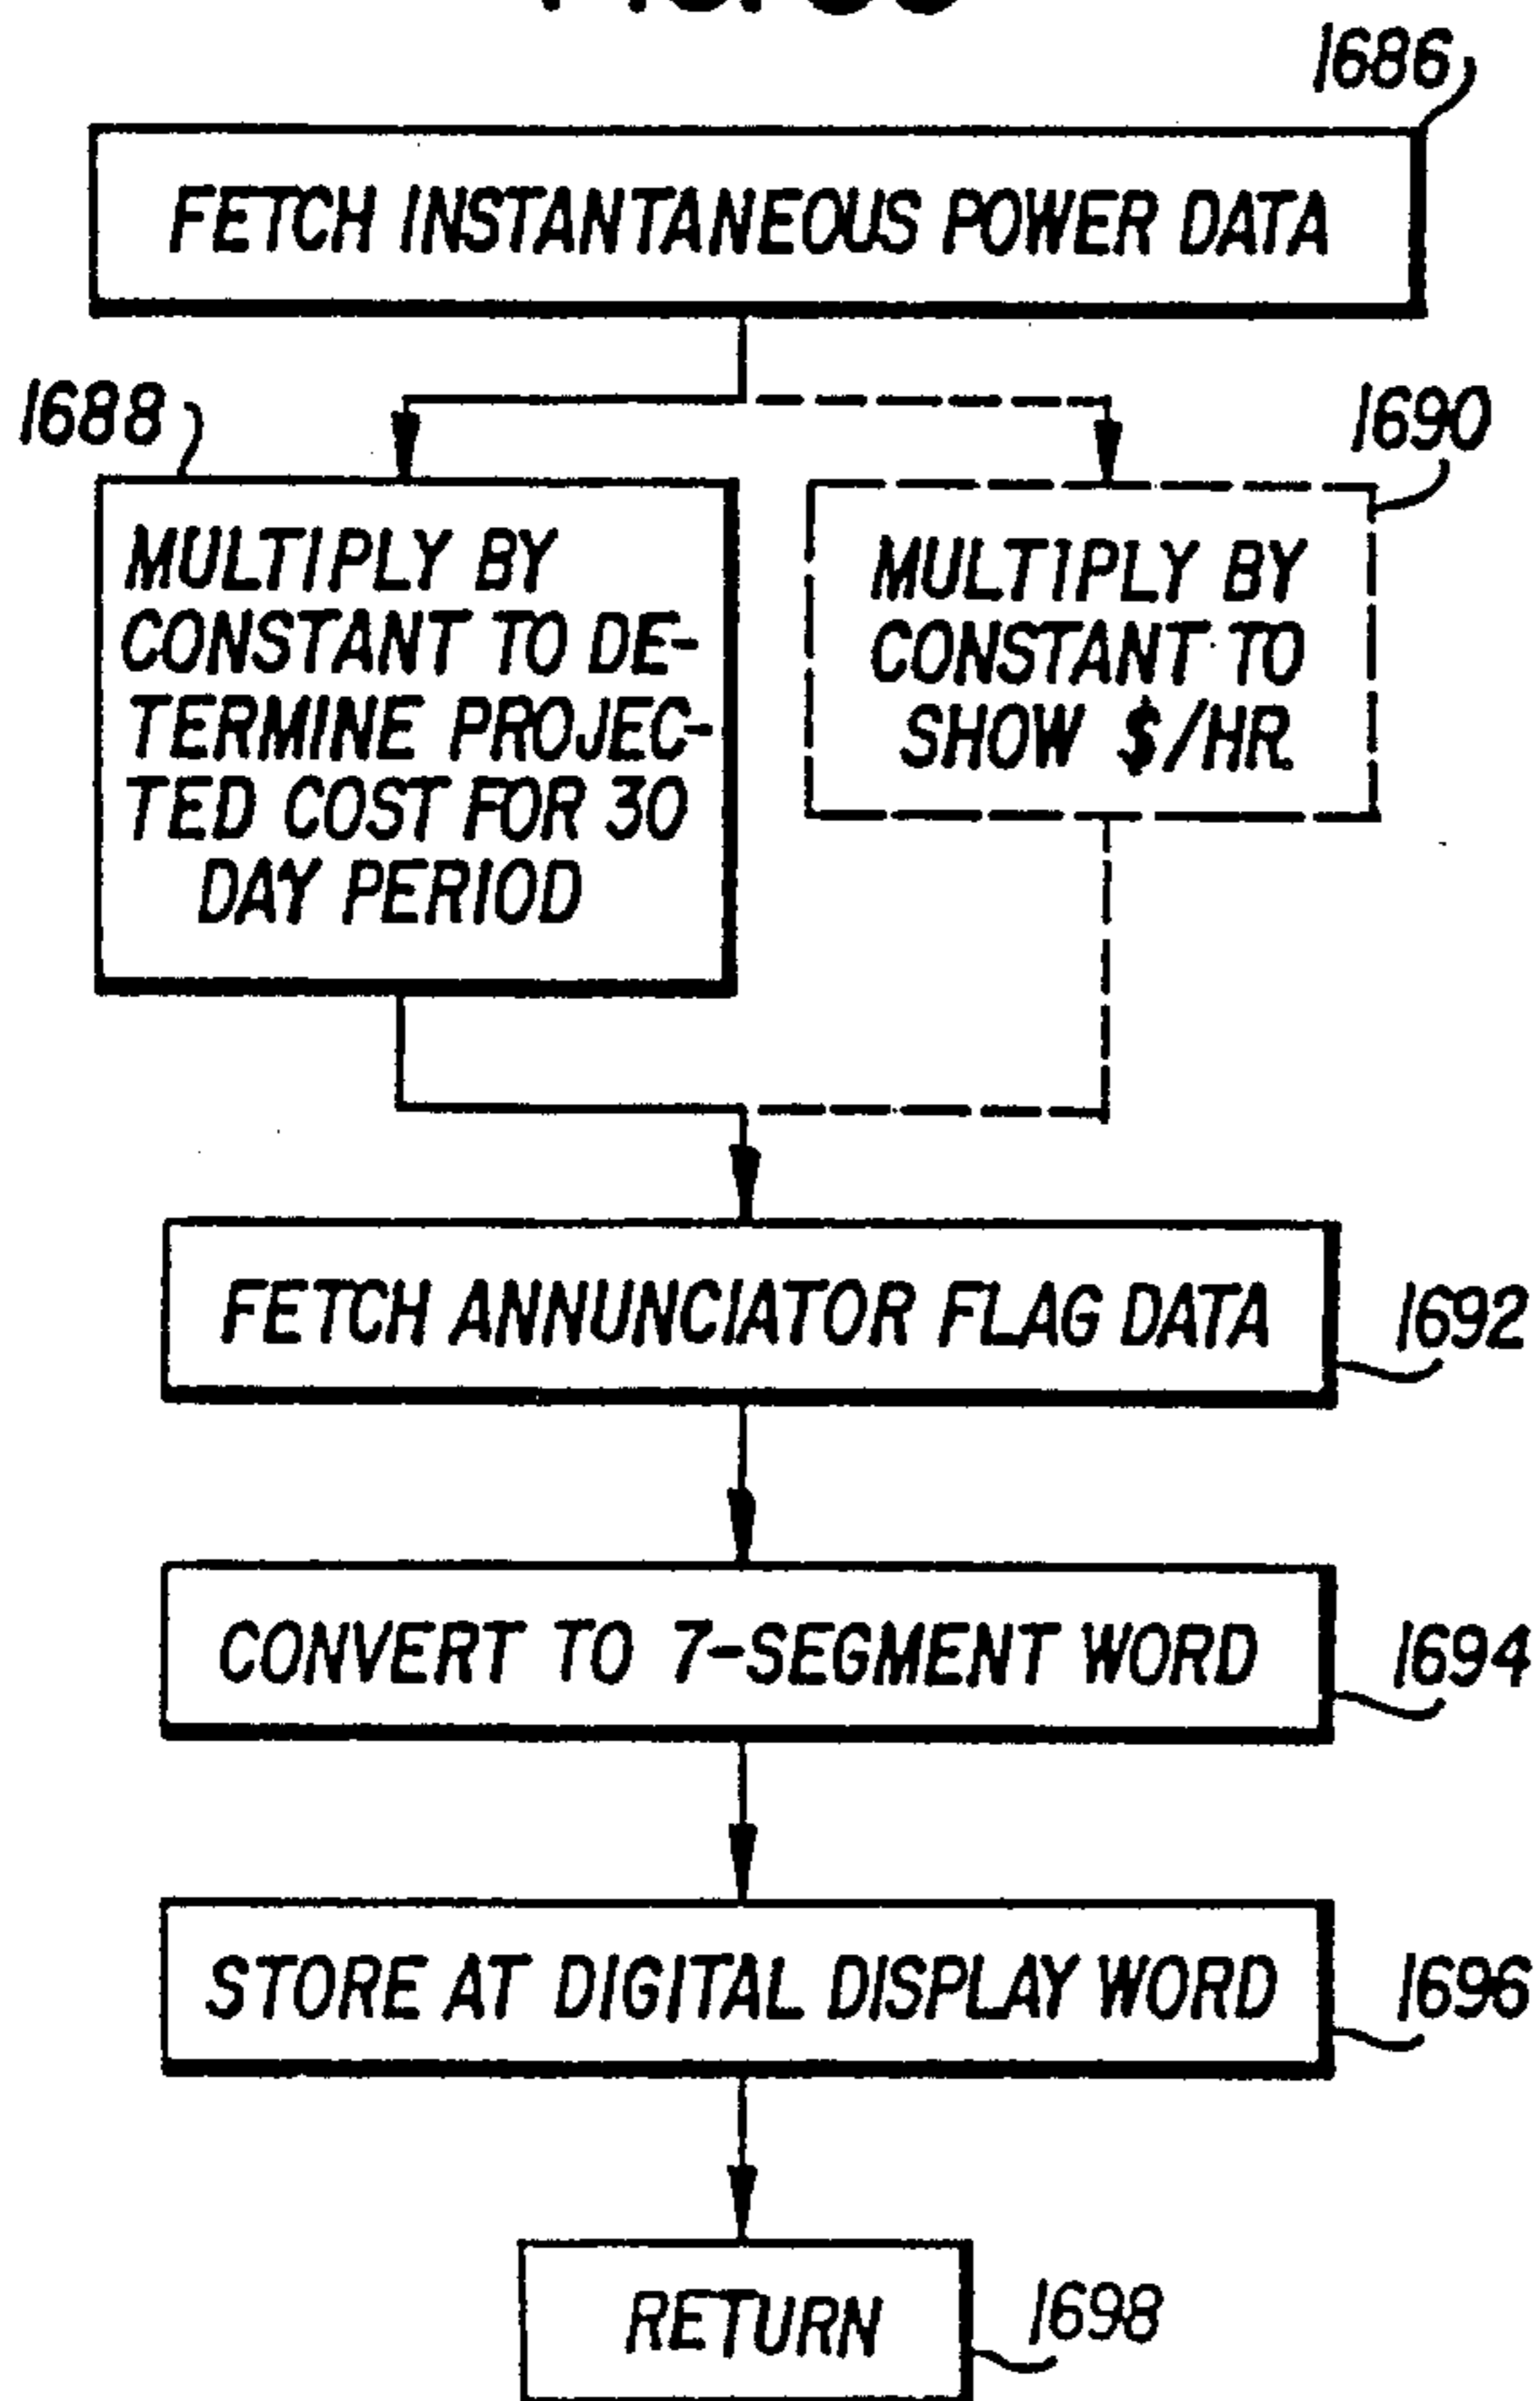 1686
FETCH INSTANTANEOUS POWER DATA
1688
1690
MULTIPLY BY
CONSTANT TO DE-
TERMINE PROJEC-
TED COST FOR 30
DAY PERIOD
MULTIPLY BY
CONSTANT TO
SHOW $/HR.
FETCH ANNUNCIATOR FLAG DATA
1692
CONVERT TO 7-SEGMENT WORD
1694
STORE AT DIGITAL DISPLAY WORD
1696
RETURN
1698